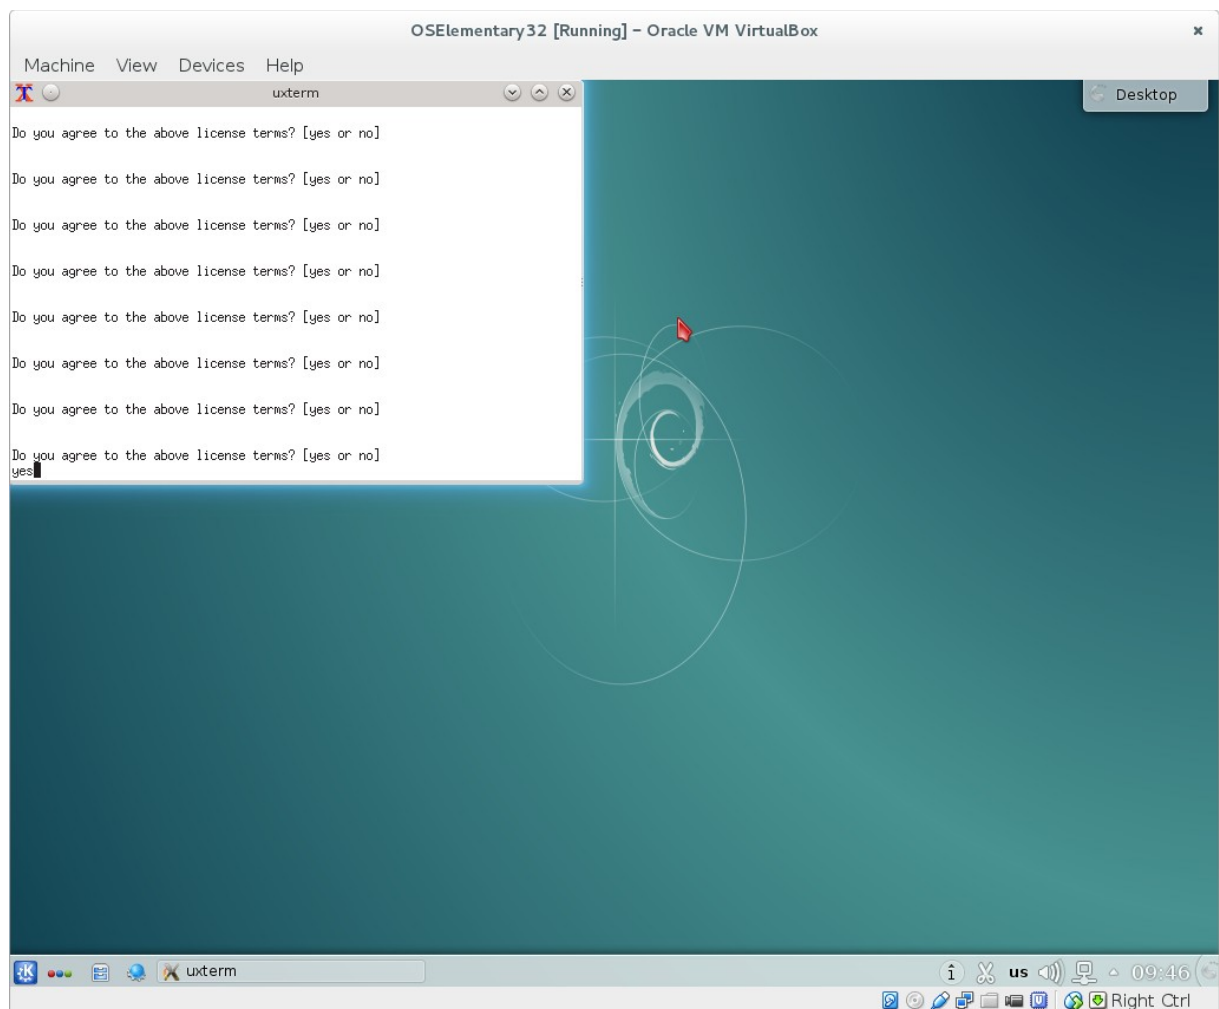 OSElementary32 [Running] – Oracle VM VirtualBox
Machine View Devices Help
uxterm
Desktop
Do you agree to the above license terms? [yes or no]
Do you agree to the above license terms? [yes or no]
Do you agree to the above license terms? [yes or no]
Do you agree to the above license terms? [yes or no]
Do you agree to the above license terms? [yes or no]
Do you agree to the above license terms? [yes or no]
Do you agree to the above license terms? [yes or no]
Do you agree to the above license terms? [yes or no]
yes
uxterm
us
09:46
Right Ctrl